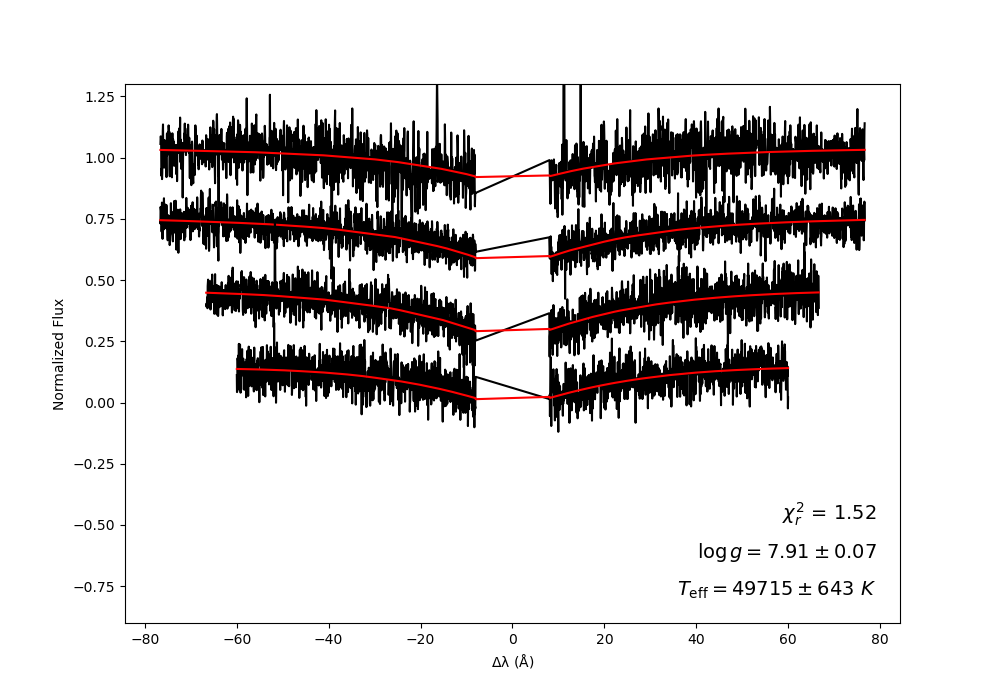 1.25
1.00
0.75
0.50
0.25
0.00
−0.25
−0.50
−0.75
Normalized Flux
χ²ᵣ = 1.52
log g = 7.91 ± 0.07
T_eff = 49715 ± 643 K
−80 −60 −40 −20 0 20 40 60 80
Δλ (Å)